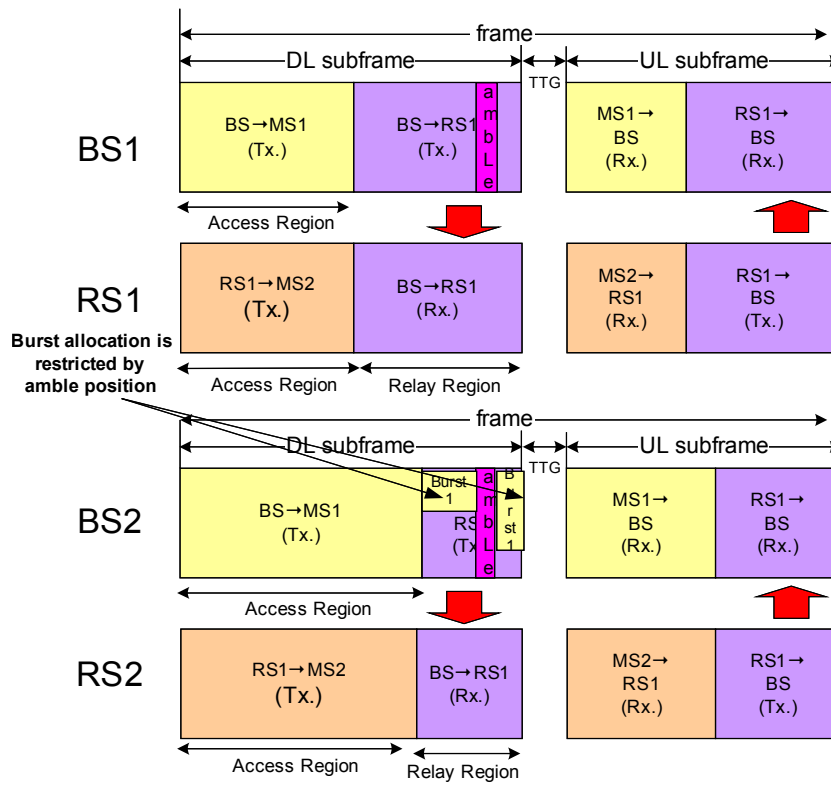 frame
DL subframe
TTG
UL subframe
BS1
BS→MS1
(Tx.)
BS→RS1
(Tx.)
a
m
b
L
e
MS1→
BS
(Rx.)
RS1→
BS
(Rx.)
Access Region
RS1
RS1→MS2
(Tx.)
BS→RS1
(Rx.)
MS2→
RS1
(Rx.)
RS1→
BS
(Tx.)
Burst allocation is
restricted by
amble position
Access Region
Relay Region
frame
DL subframe
TTG
UL subframe
BS2
BS→MS1
(Tx.)
Burst
1
a
m
b
L
e
MS1→
BS
(Rx.)
RS1→
BS
(Rx.)
Access Region
RS2
RS1→MS2
(Tx.)
BS→RS1
(Rx.)
MS2→
RS1
(Rx.)
RS1→
BS
(Tx.)
Access Region
Relay Region